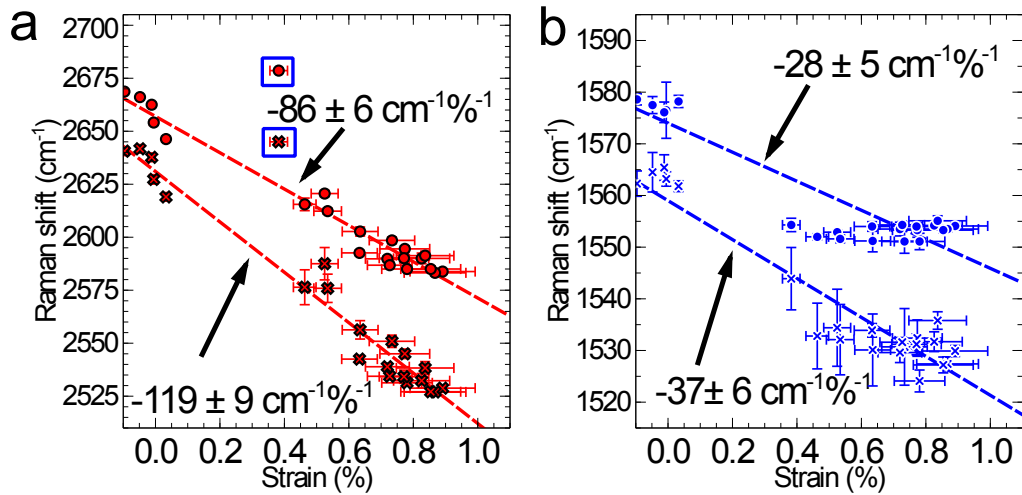 a
2700
2675
2650
2625
2600
2575
2550
2525
Raman shift (cm-1)
-86 ± 6 cm-1%-1
-119 ± 9 cm-1%-1
0.0 0.2 0.4 0.6 0.8 1.0
Strain (%)
b
1590
1580
1570
1560
1550
1540
1530
1520
Raman shift (cm-1)
-28 ± 5 cm-1%-1
-37± 6 cm-1%-1
0.0 0.2 0.4 0.6 0.8 1.0
Strain (%)